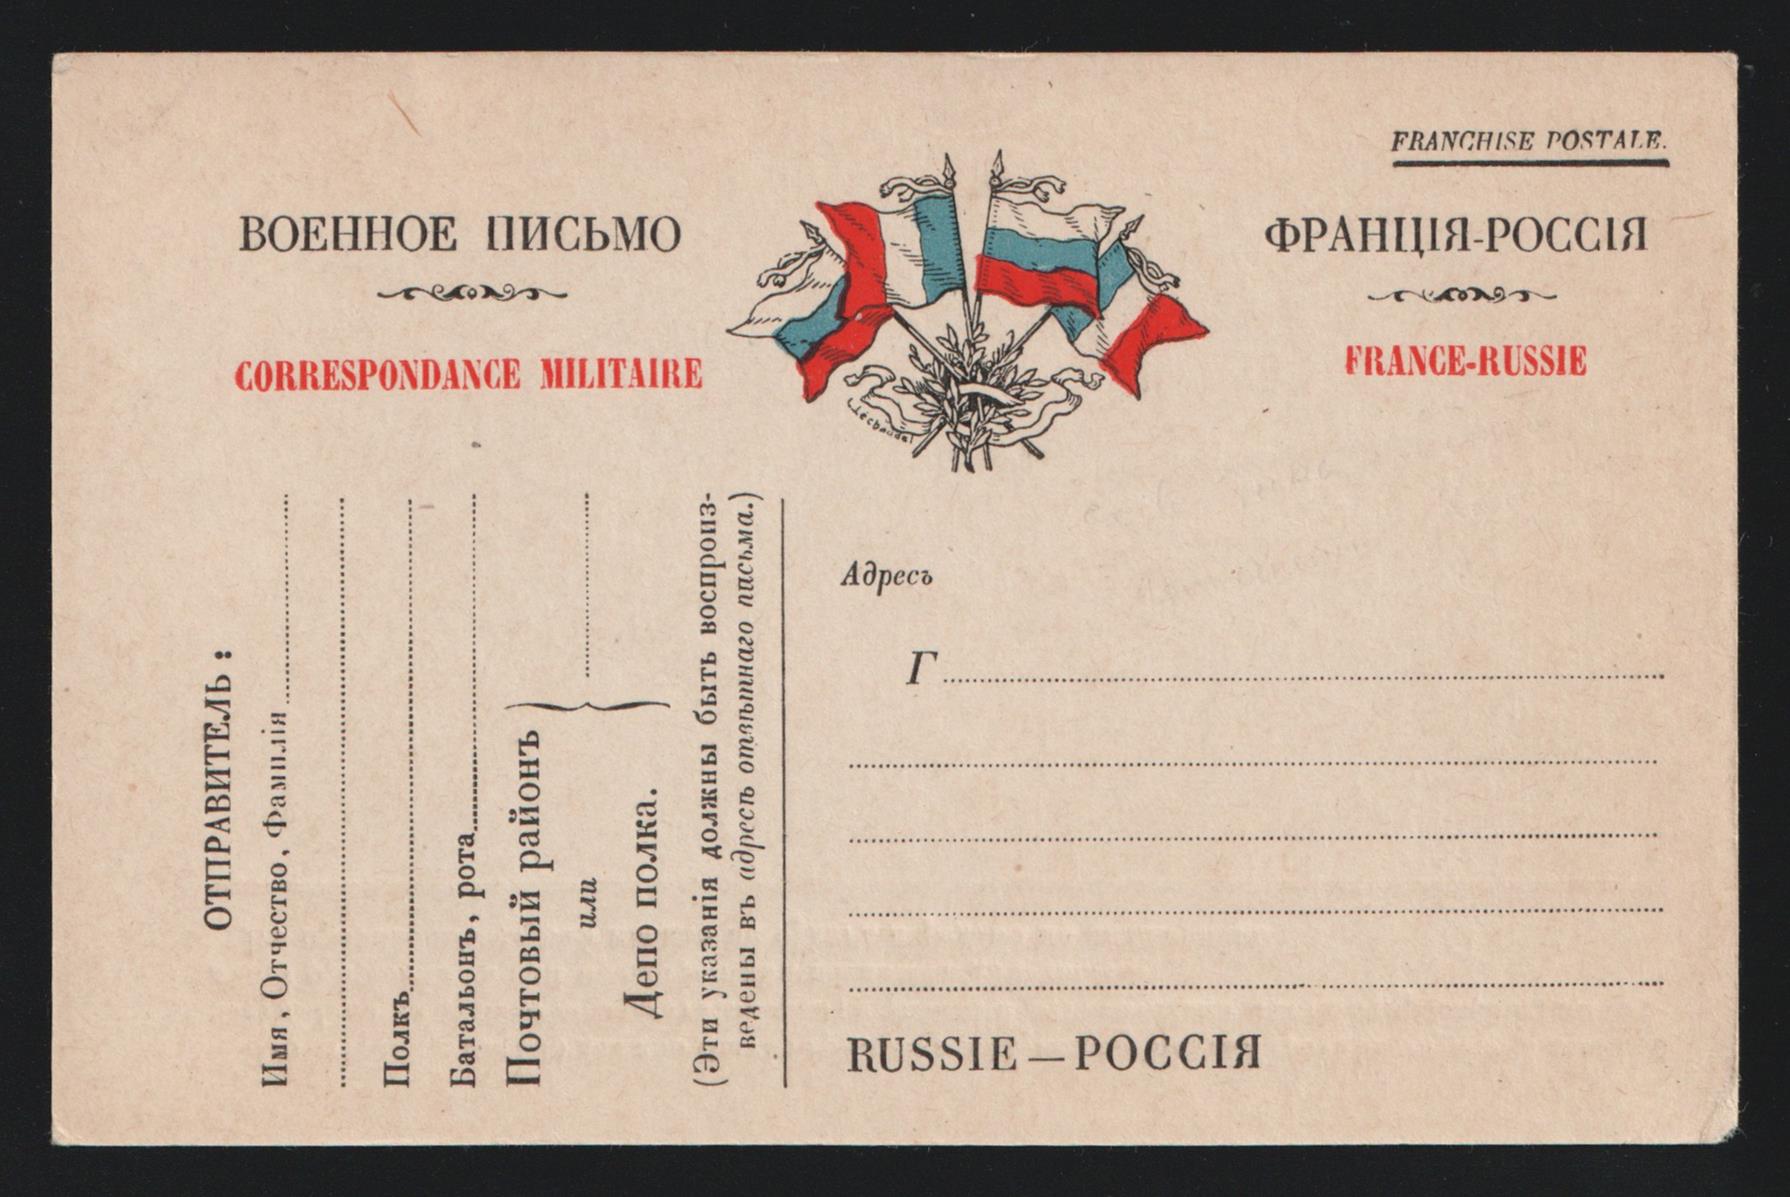 FRANCHISE POSTALE.
ВОЕННОЕ ПИСЬМО
ФРАНЦІЯ-РОССІЯ
CORRESPONDANCE MILITAIRE
FRANCE-RUSSIE
ОТПРАВИТЕЛЬ :
Имя, Отчество, Фамилія
Полкъ
Баталъонъ, рота
Почтовый районъ
или
Депо полка.
(Эти указанія должны быть воспроиз-
ведены въ адресѣ отвѣтнаго письма.)
Адресъ
Г
RUSSIE — РОССІЯ